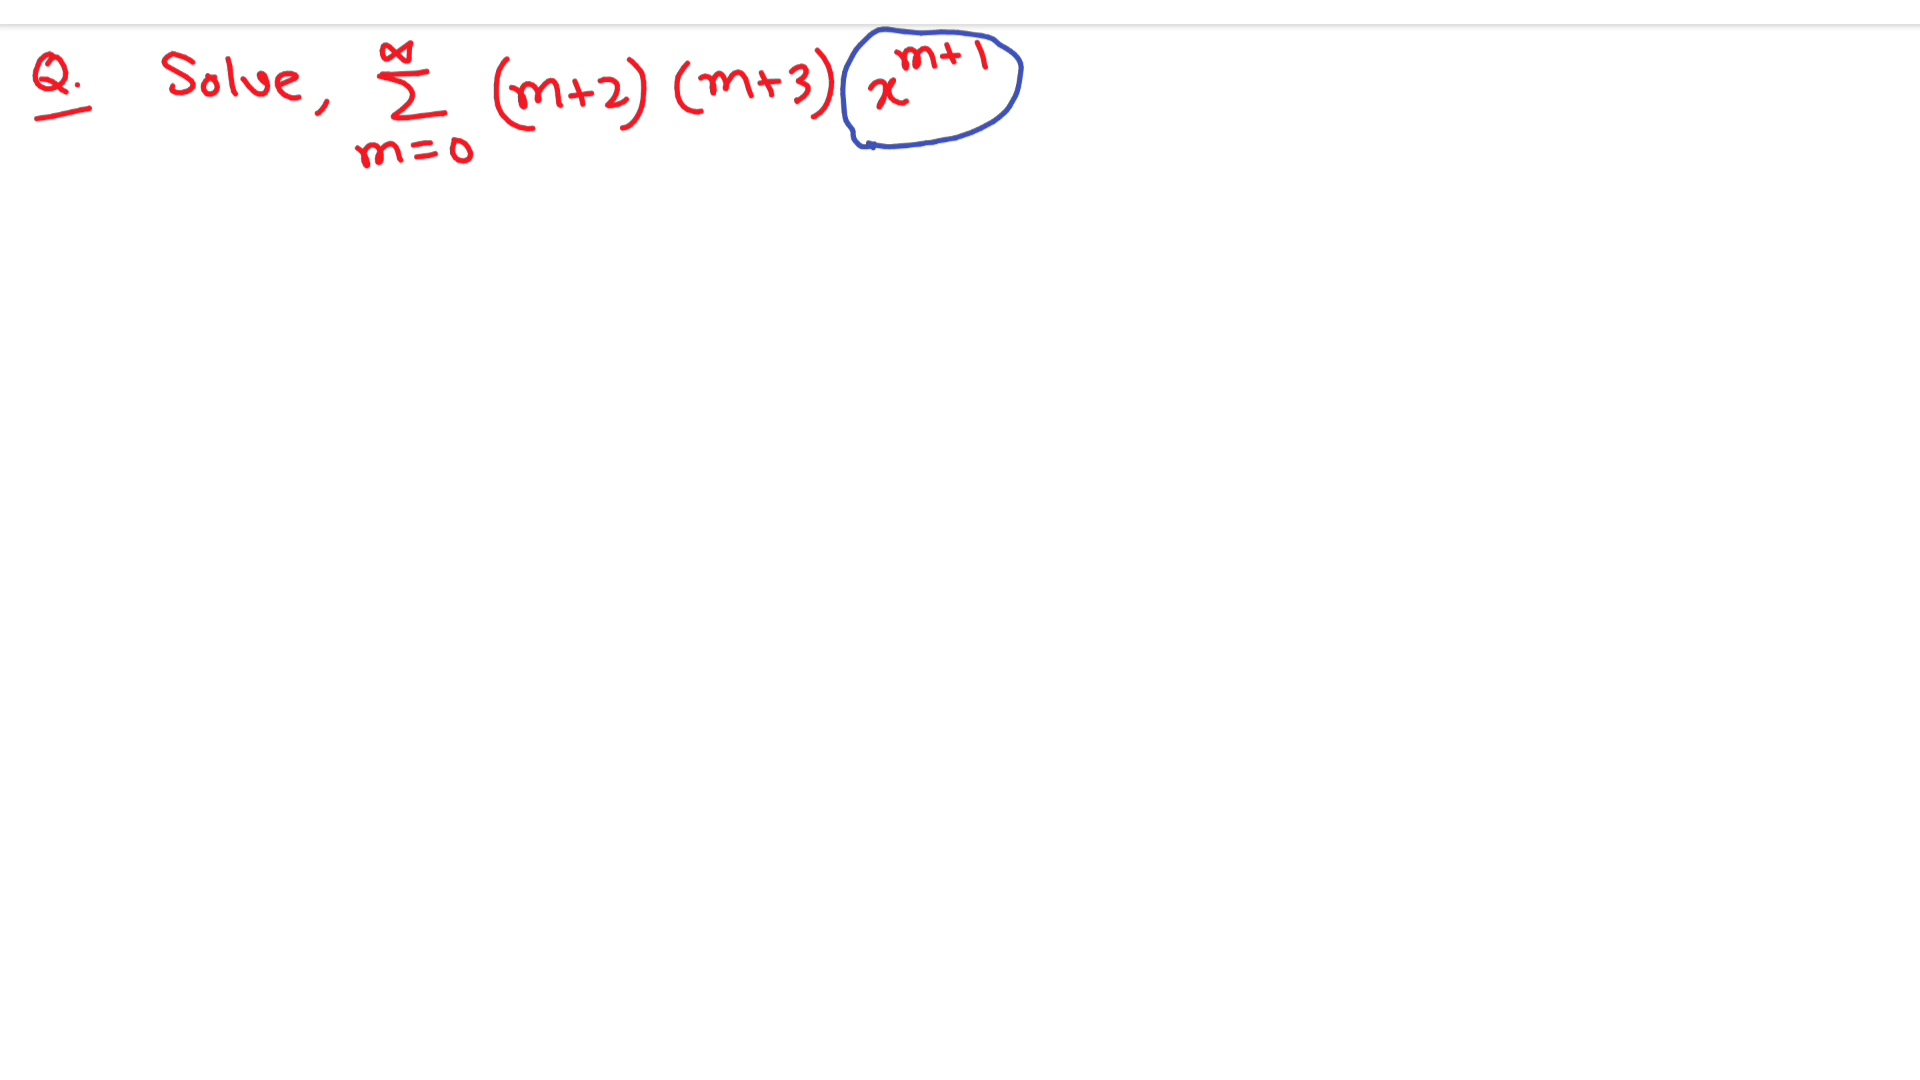 Q. Solve, ∑_{m=0}^{∞} (m+2) (m+3) x^{m+1}